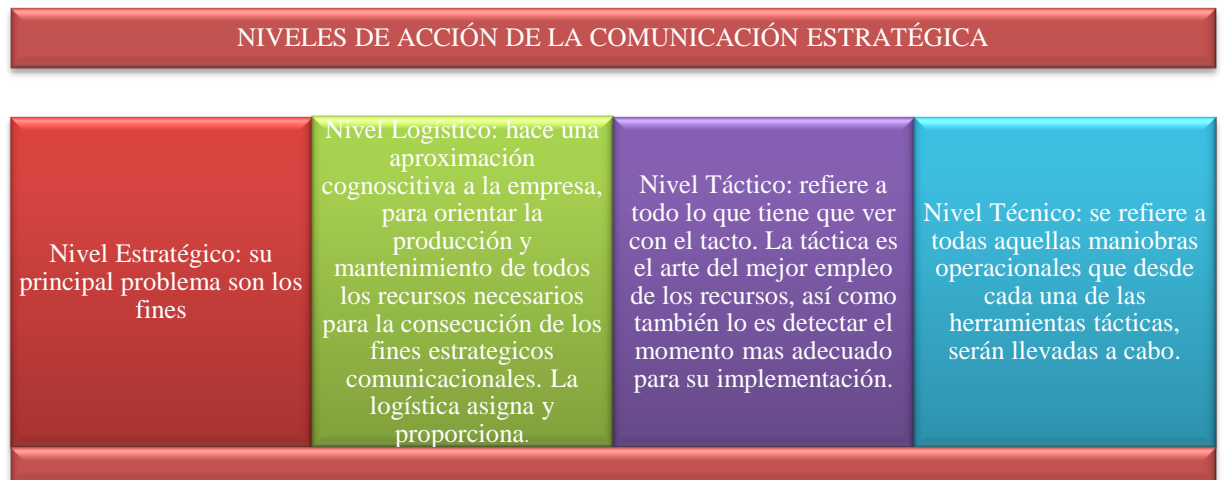 NIVELES DE ACCIÓN DE LA COMUNICACIÓN ESTRATÉGICA
Nivel Estratégico: su
principal problema son los
fines
Nivel Logístico: hace una
aproximación
cognoscitiva a la empresa,
para orientar la
producción y
mantenimiento de todos
los recursos necesarios
para la consecución de los
fines estrategicos
comunicacionales. La
logística asigna y
proporciona.
Nivel Táctico: refiere a
todo lo que tiene que ver
con el tacto. La táctica es
el arte del mejor empleo
de los recursos, así como
también lo es detectar el
momento mas adecuado
para su implementación.
Nivel Técnico: se refiere a
todas aquellas maniobras
operacionales que desde
cada una de las
herramientas tácticas,
serán llevadas a cabo.